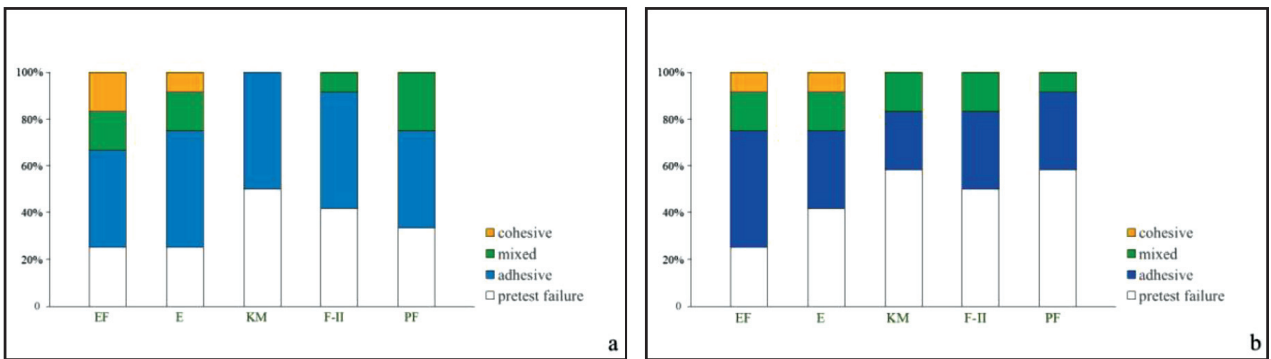 100%
80%
60%
40%
20%
0
EF E KM F-II PF
cohesive
mixed
adhesive
pretest failure
a
100%
80%
60%
40%
20%
0
EF E KM F-II PF
cohesive
mixed
adhesive
pretest failure
b